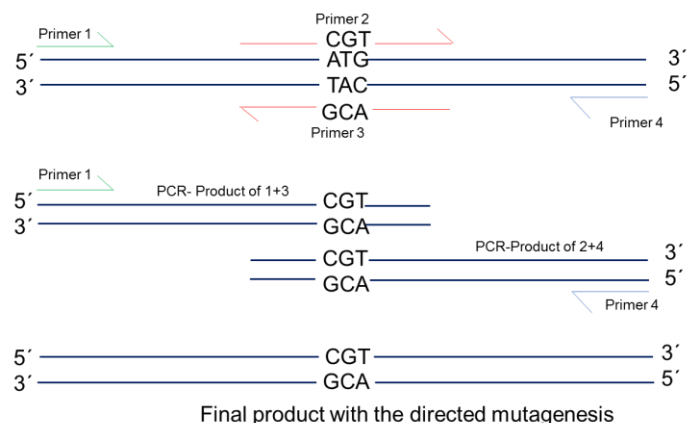 Primer 2
Primer 1
CGT
5´ ATG 3´
3´ TAC 5´
GCA
Primer 3
Primer 4
Primer 1
PCR- Product of 1+3
5´ CGT
3´ GCA
PCR-Product of 2+4
CGT 3´
GCA 5´
Primer 4
5´ CGT 3´
3´ GCA 5´
Final product with the directed mutagenesis